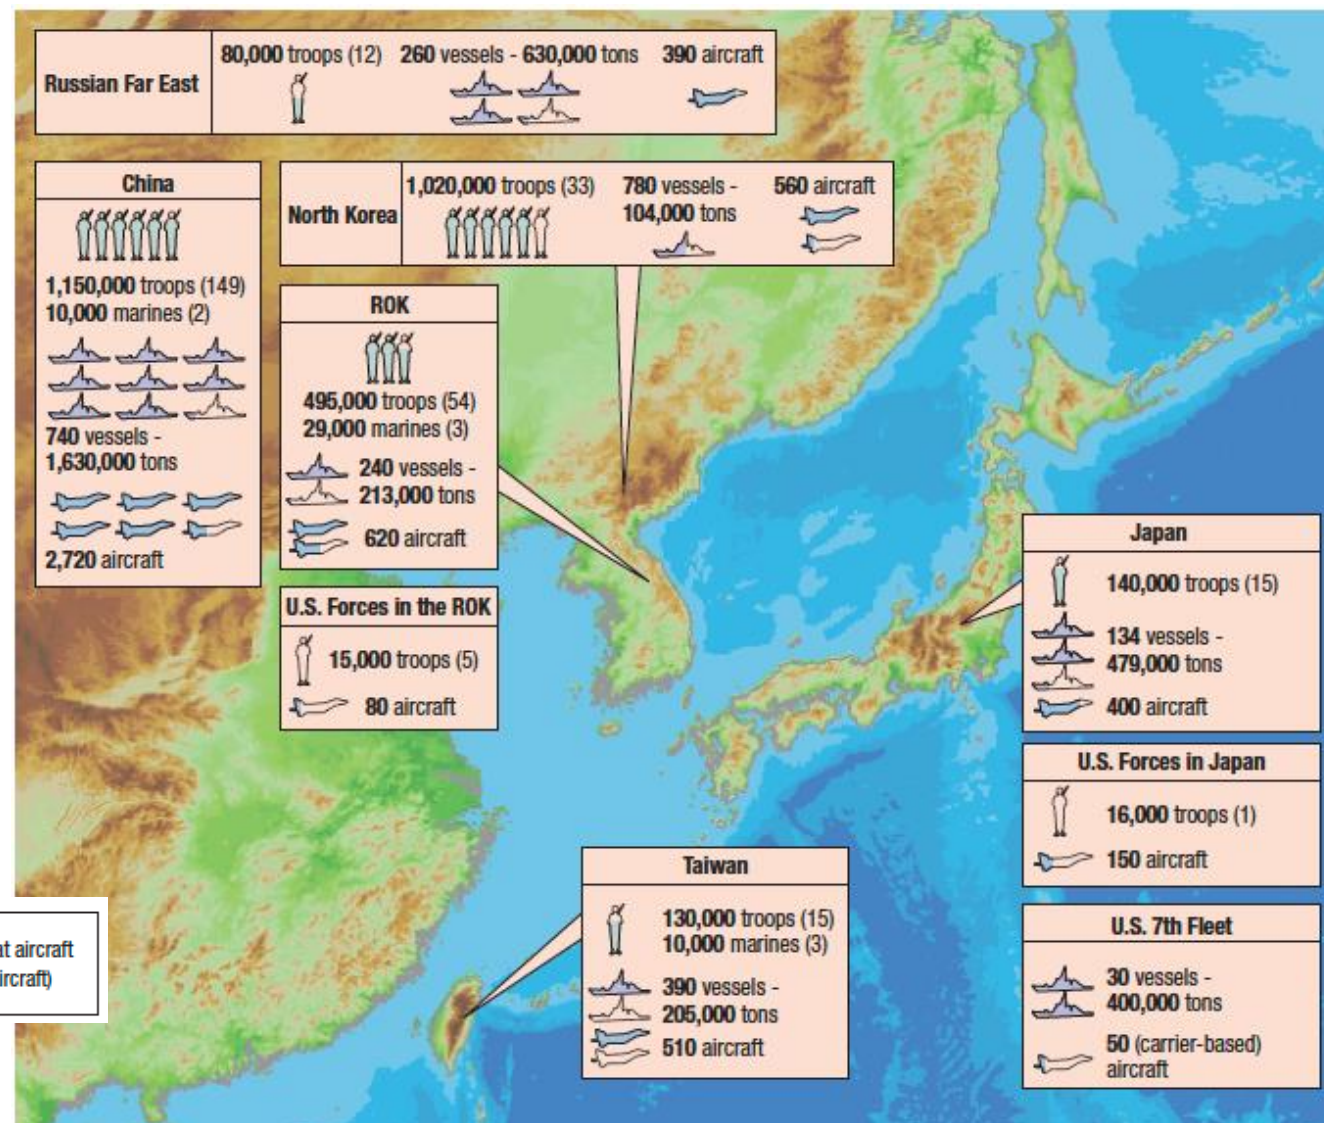 Russian Far East
80,000 troops (12)
260 vessels - 630,000 tons
390 aircraft
China
1,150,000 troops (149)
10,000 marines (2)
740 vessels -
1,630,000 tons
2,720 aircraft
North Korea
1,020,000 troops (33)
780 vessels -
104,000 tons
560 aircraft
ROK
495,000 troops (54)
29,000 marines (3)
240 vessels -
213,000 tons
620 aircraft
U.S. Forces in the ROK
15,000 troops (5)
80 aircraft
Japan
140,000 troops (15)
134 vessels -
479,000 tons
400 aircraft
U.S. Forces in Japan
16,000 troops (1)
150 aircraft
Taiwan
130,000 troops (15)
10,000 marines (3)
390 vessels -
205,000 tons
510 aircraft
U.S. 7th Fleet
30 vessels -
400,000 tons
50 (carrier-based)
aircraft
aircraft